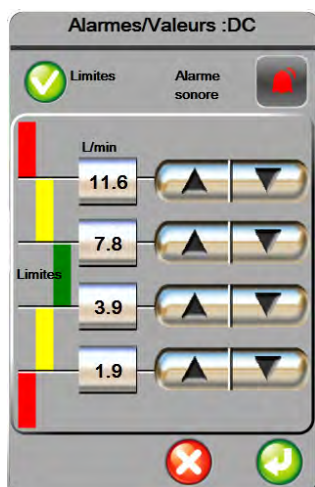 Alarmes/Valeurs :DC
Limites
Alarme
sonore
L/min
11.6
7.8
Limites
3.9
1.9